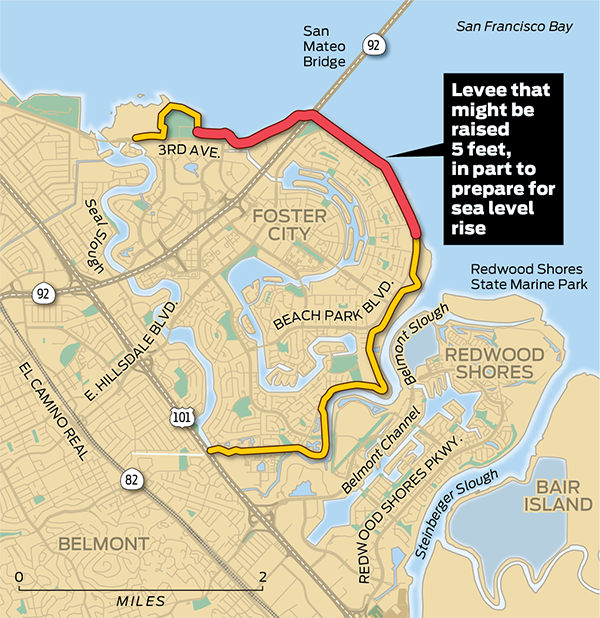 San Francisco Bay
San
Mateo
Bridge
92
Levee that
might be
raised
5 feet,
in part to
prepare for
sea level
rise
3RD AVE.
Seal Slough
FOSTER
CITY
Redwood Shores
State Marine Park
92
E. HILLSDALE BLVD.
BEACH PARK BLVD.
Belmont Slough
REDWOOD
SHORES
EL CAMINO REAL
101
82
Belmont Channel
REDWOOD SHORES PKWY.
Steinberger Slough
BAIR
ISLAND
BELMONT
0 2
MILES